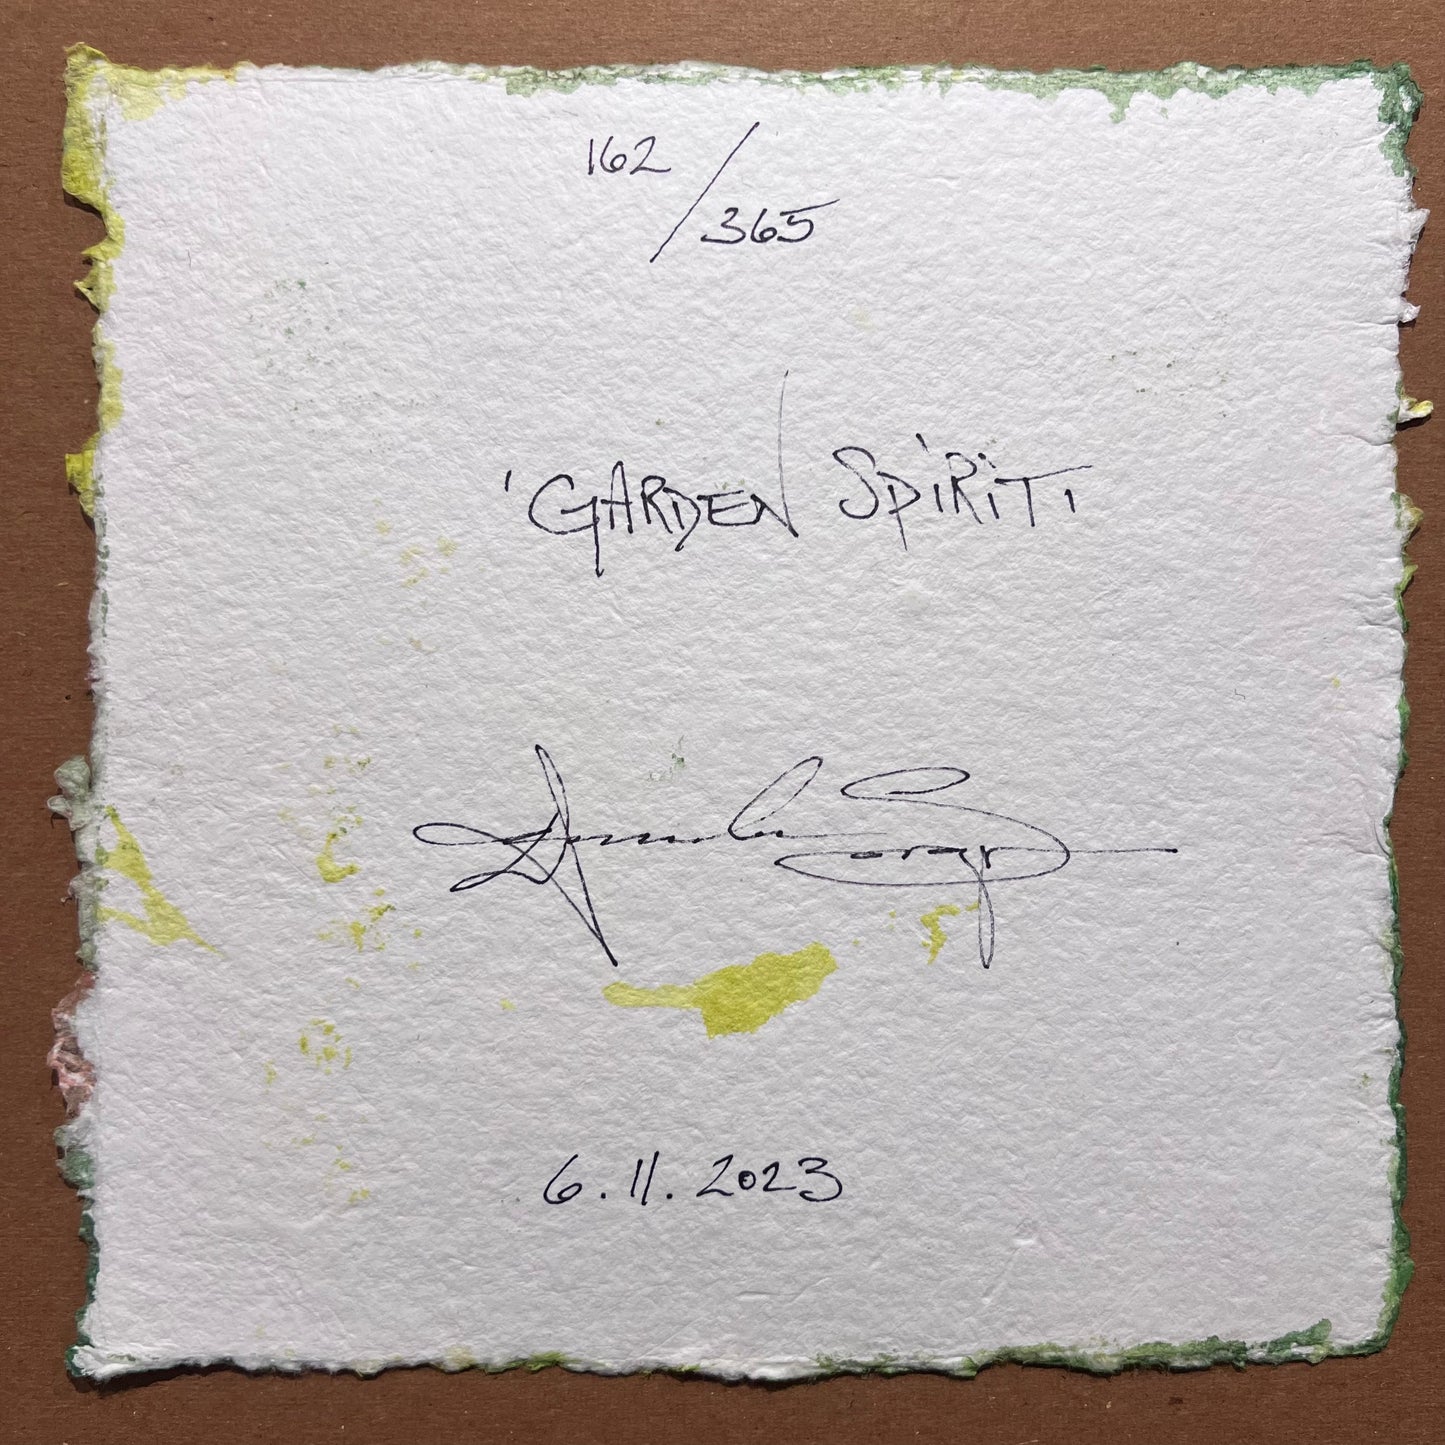 162/365
'GARDEN SPiRiT'
6.11.2023